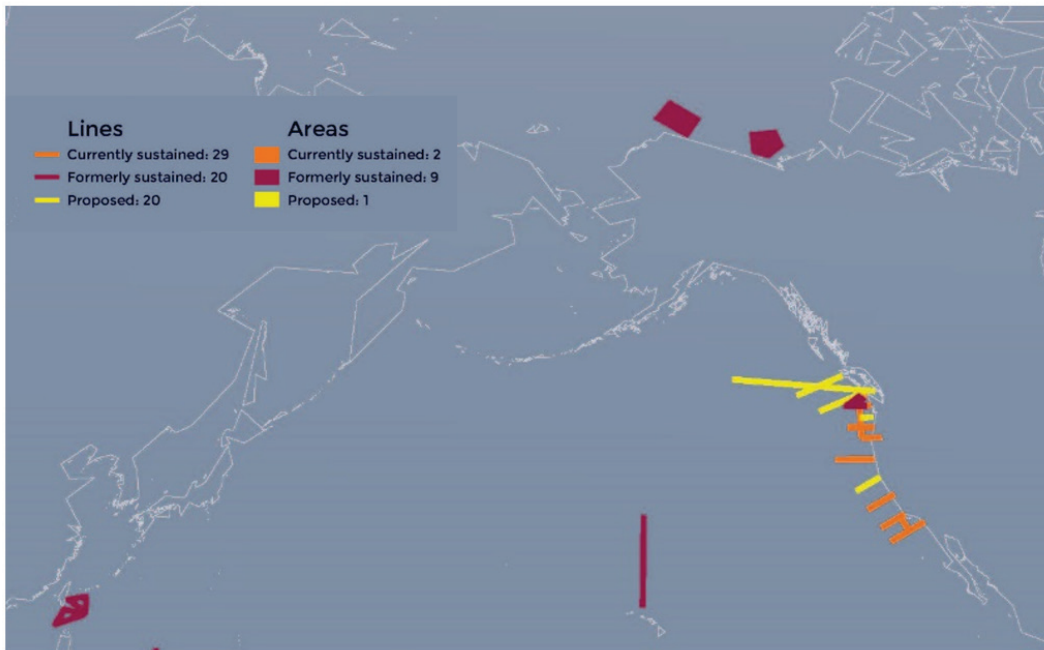 Lines
Currently sustained: 29
Formerly sustained: 20
Proposed: 20
Areas
Currently sustained: 2
Formerly sustained: 9
Proposed: 1